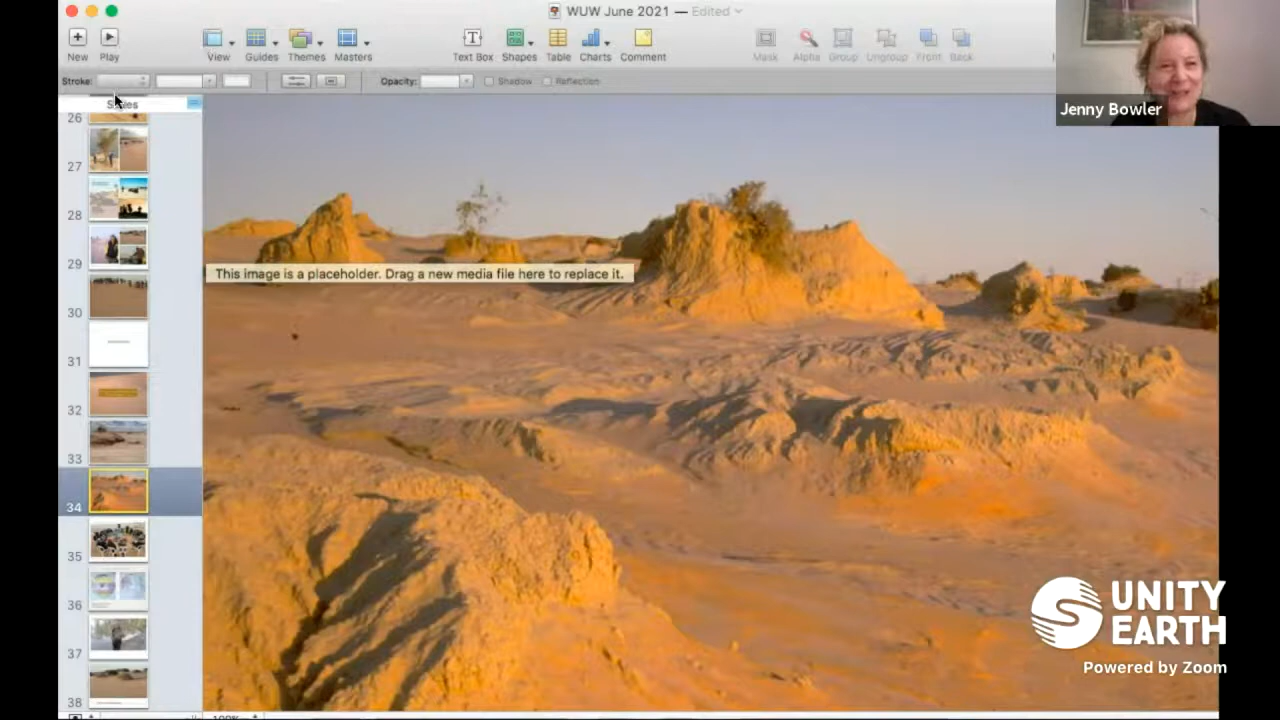 WUW June 2021 — Edited
New
Play
View
Guides
Themes
Masters
Text Box
Shapes
Table
Charts
Comment
Mask
Alpha
Group
Ungroup
Front
Back
Stroke:
Opacity:
Shadow
Reflection
Jenny Bowler
26
27
28
29
30
31
32
33
34
35
36
37
38
This image is a placeholder. Drag a new media file here to replace it.
UNITY
EARTH
Powered by Zoom
100%